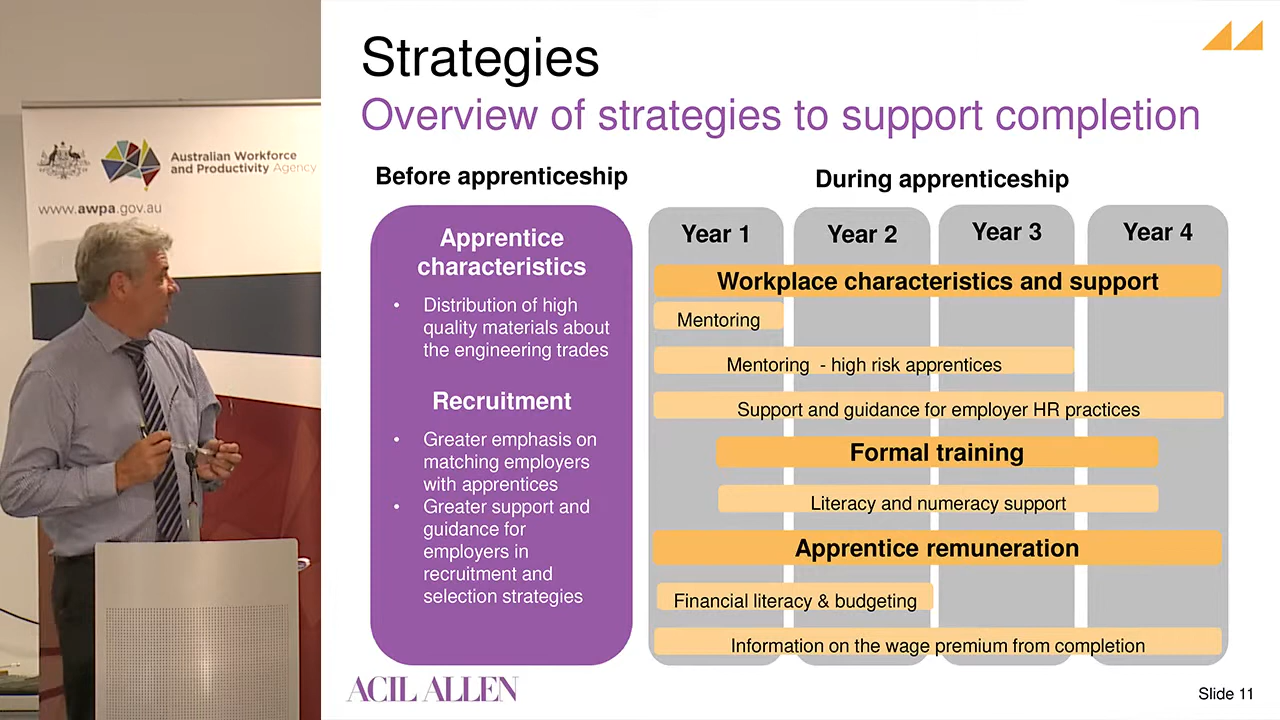 Australian Workforce
and Productivity Agency
www.awpa.gov.au
Strategies
Overview of strategies to support completion
Before apprenticeship
During apprenticeship
Apprentice
characteristics
• Distribution of high
quality materials about
the engineering trades
Recruitment
• Greater emphasis on
matching employers
with apprentices
• Greater support and
guidance for
employers in
recruitment and
selection strategies
Year 1
Year 2
Year 3
Year 4
Workplace characteristics and support
Mentoring
Mentoring - high risk apprentices
Support and guidance for employer HR practices
Formal training
Literacy and numeracy support
Apprentice remuneration
Financial literacy & budgeting
Information on the wage premium from completion
ACIL ALLEN
Slide 11